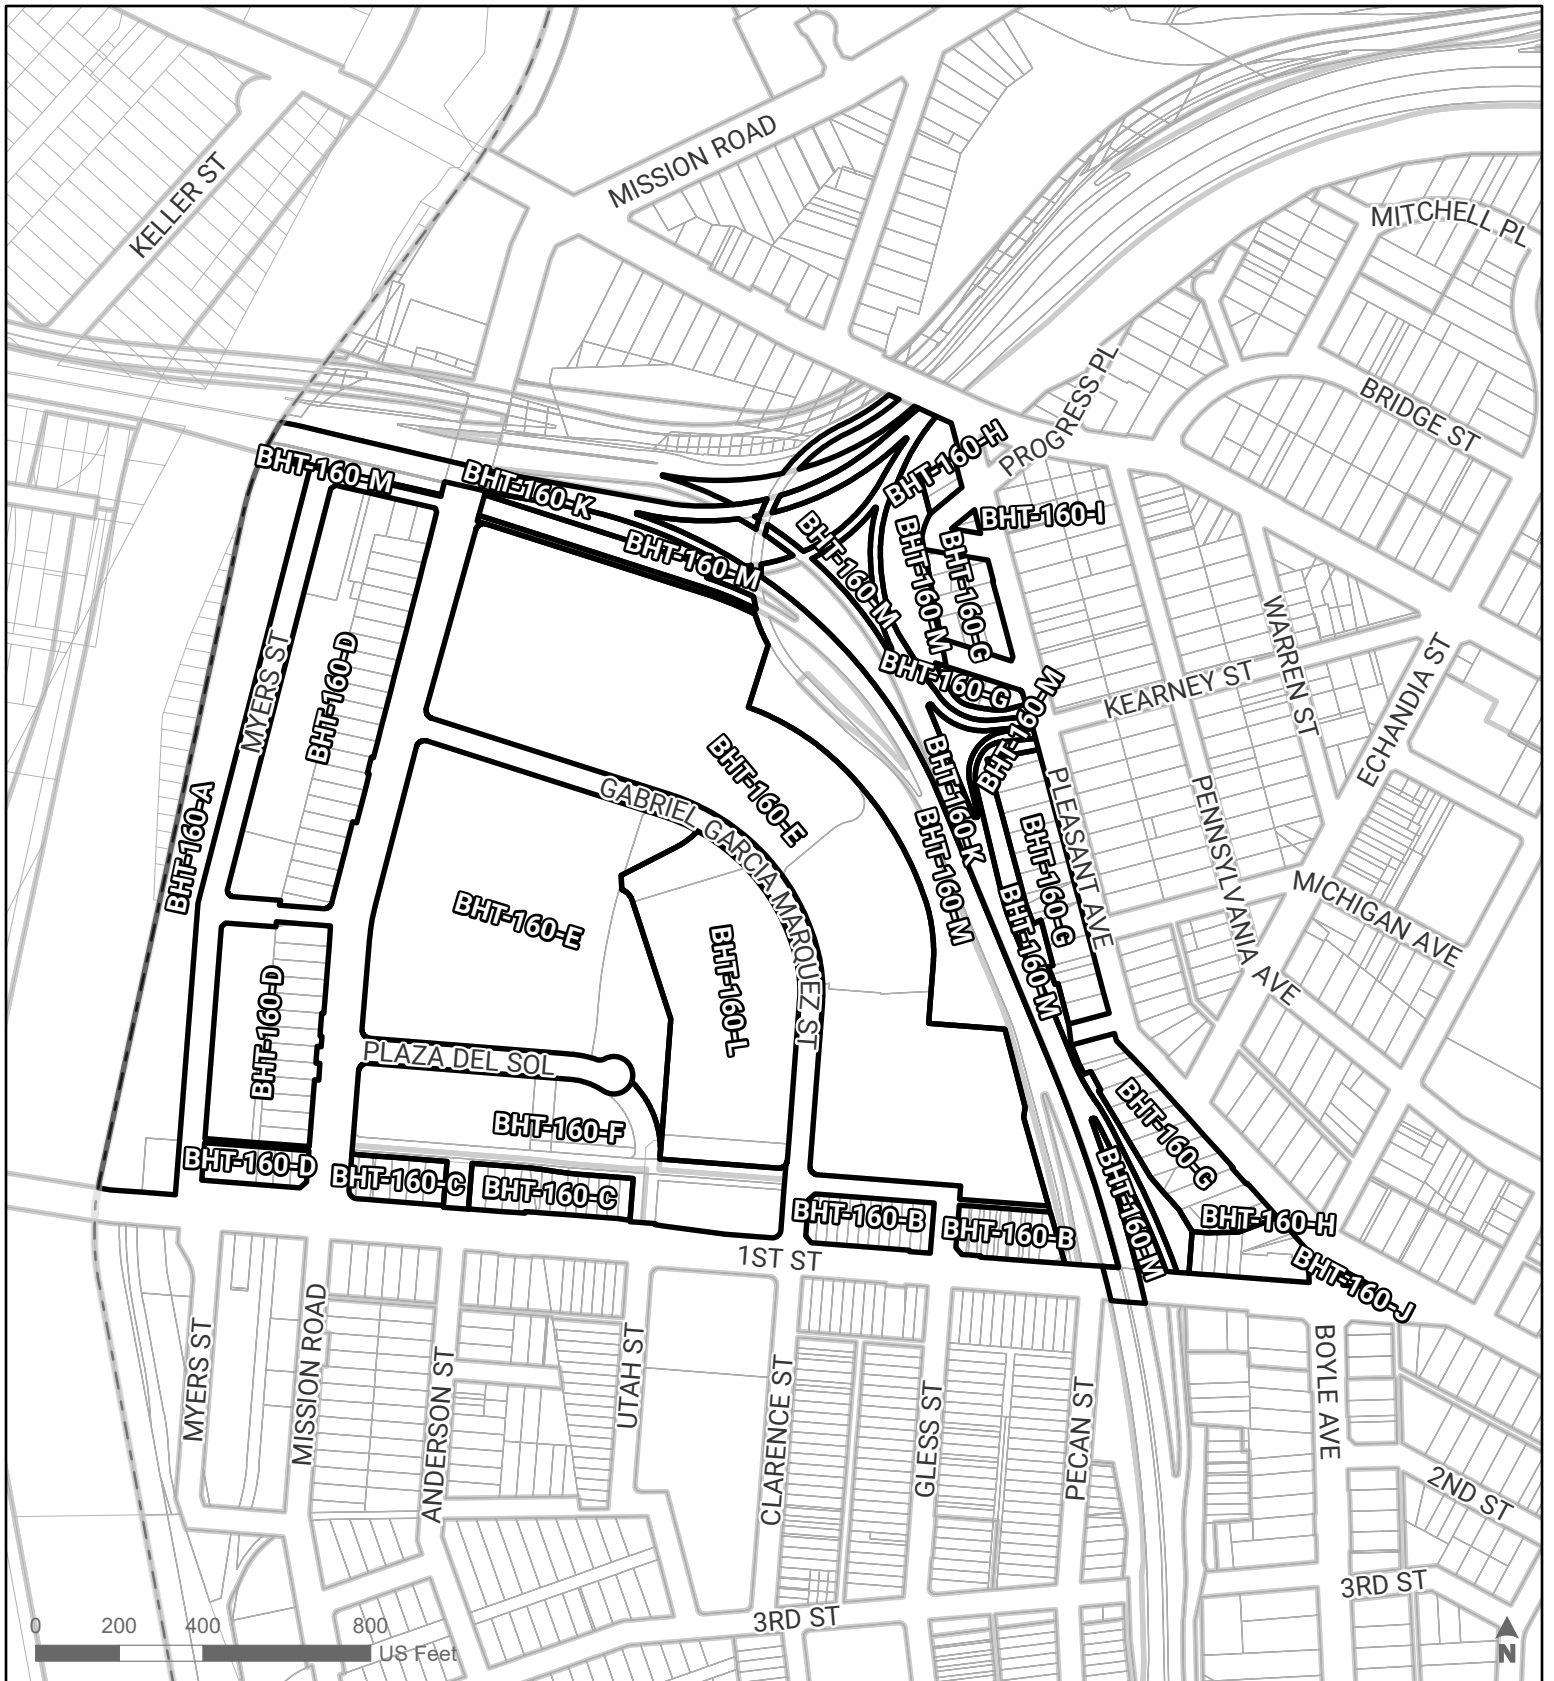 MISSION ROAD
KELLER ST
MITCHELL PL
PROGRESS PL
BRIDGE ST
BHT-160-H
BHT-160-M
BHT-160-K
BHT-160-I
BHT-160-M
BHT-160-M
BHT-160-M
BHT-160-G
WARREN ST
MYERS ST
BHT-160-D
ECHANDIA ST
BHT-160-G
KEARNEY ST
BHT-160-M
BHT-160-E
GABRIEL GARCIA MARQUEZ ST
BHT-160-K
PLEASANT AVE
PENNSYLVANIA AVE
BHT-160-A
BHT-160-M
BHT-160-G
MICHIGAN AVE
BHT-160-E
BHT-160-M
BHT-160-L
BHT-160-D
PLAZA DEL SOL
BHT-160-F
BHT-160-G
BHT-160-D
BHT-160-C
BHT-160-C
BHT-160-B
BHT-160-B
BHT-160-M
BHT-160-H
1ST ST
BHT-160-J
MYERS ST
MISSION ROAD
ANDERSON ST
UTAH ST
CLARENCE ST
GLESS ST
PECAN ST
BOYLE AVE
2ND ST
3RD ST
3RD ST
0 200 400 800
US Feet
N